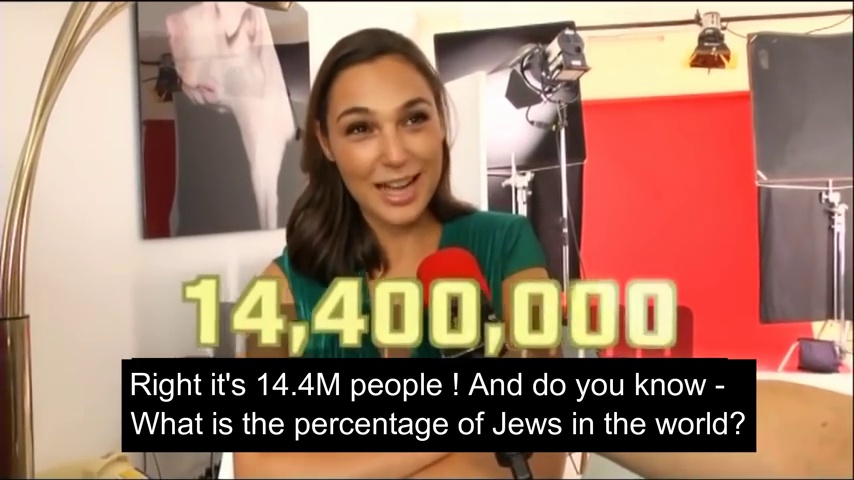 14,400,000
Right it's 14.4M people ! And do you know -
What is the percentage of Jews in the world?